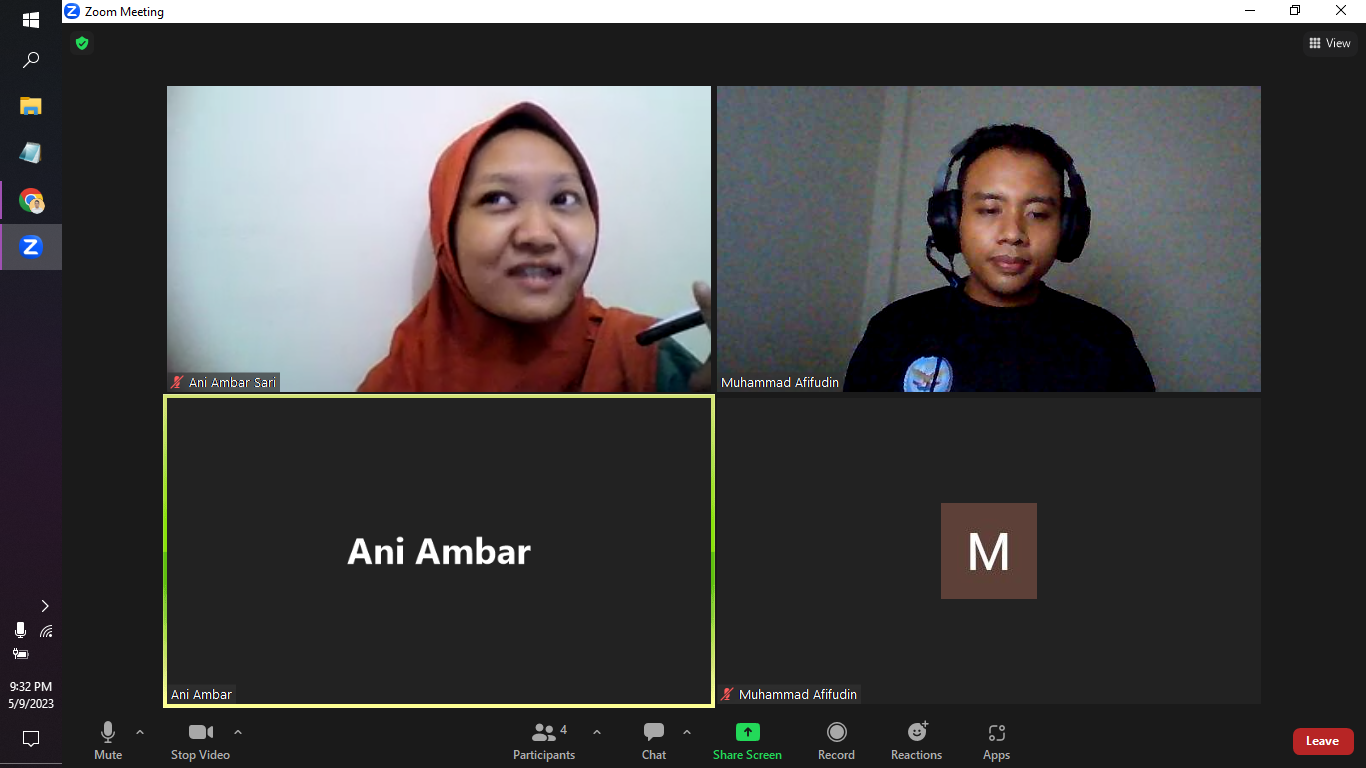 Zoom Meeting
View
Ani Ambar Sari
Muhammad Afifudin
Ani Ambar
Ani Ambar
M
Muhammad Afifudin
9:32 PM
5/9/2023
Mute
Stop Video
4
Participants
Chat
Share Screen
Record
Reactions
Apps
Leave